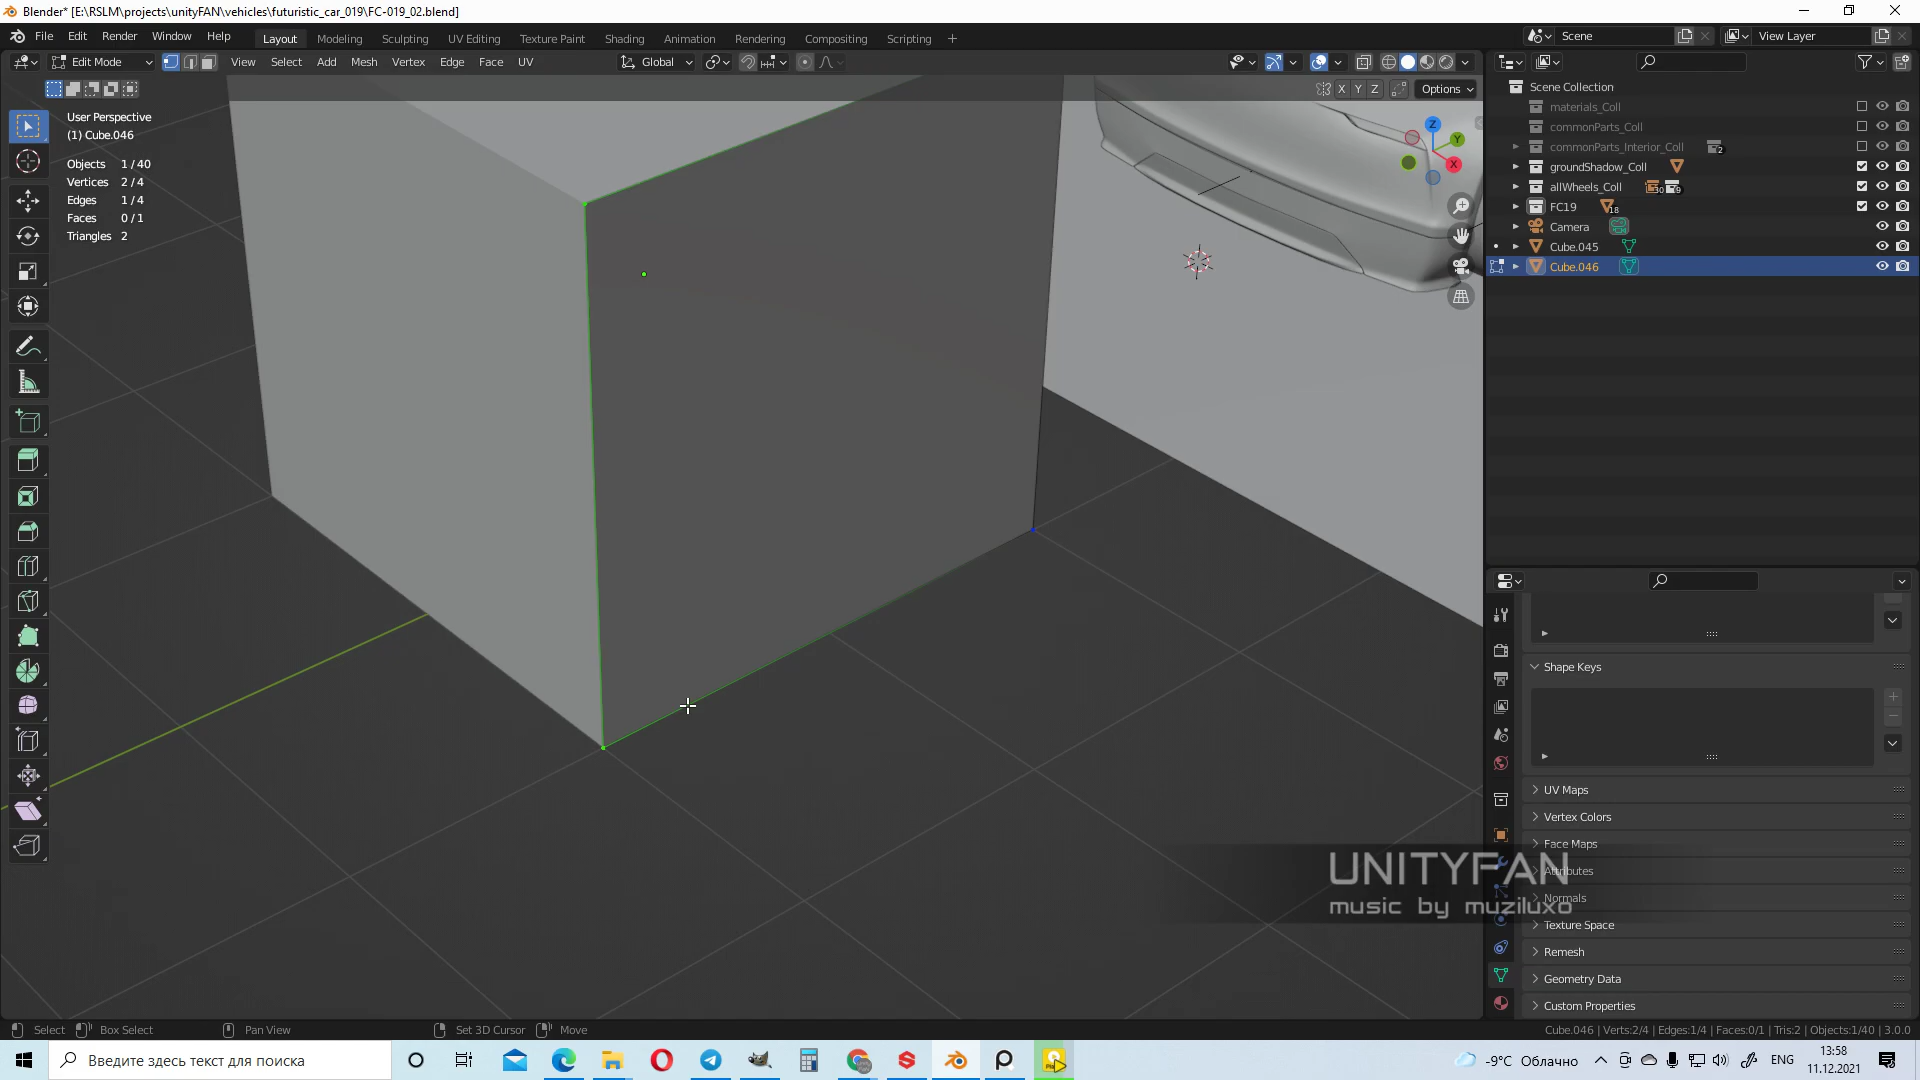 Blender* [E:\RSLM\projects\unityFAN\vehicles\futuristic_car_019\FC-019_02.blend]
File Edit Render Window Help Layout Modeling Sculpting UV Editing Texture Paint Shading Animation Rendering Compositing Scripting + Scene View Layer
Edit Mode View Select Add Mesh Vertex Edge Face UV Global
X Y Z Options
User Perspective
(1) Cube.046
Objects 1/40
Vertices 2/4
Edges 1/4
Faces 0/1
Triangles 2
Z
Y
X
Scene Collection
materials_Coll
commonParts_Coll
commonParts_Interior_Coll 2
groundShadow_Coll
allWheels_Coll 30 9
FC19 18
Camera
Cube.045
Cube.046
Shape Keys
UV Maps
Vertex Colors
Face Maps
Attributes
Normals
Texture Space
Remesh
Geometry Data
Custom Properties
UNITYFAN
music by muziluxo
Select Box Select Pan View Set 3D Cursor Move Cube.046 | Verts:2/4 | Edges:1/4 | Faces:0/1 | Tris:2 | Objects:1/40 | 3.0.0
Введите здесь текст для поиска
-9°C Облачно ENG
13:58
11.12.2021